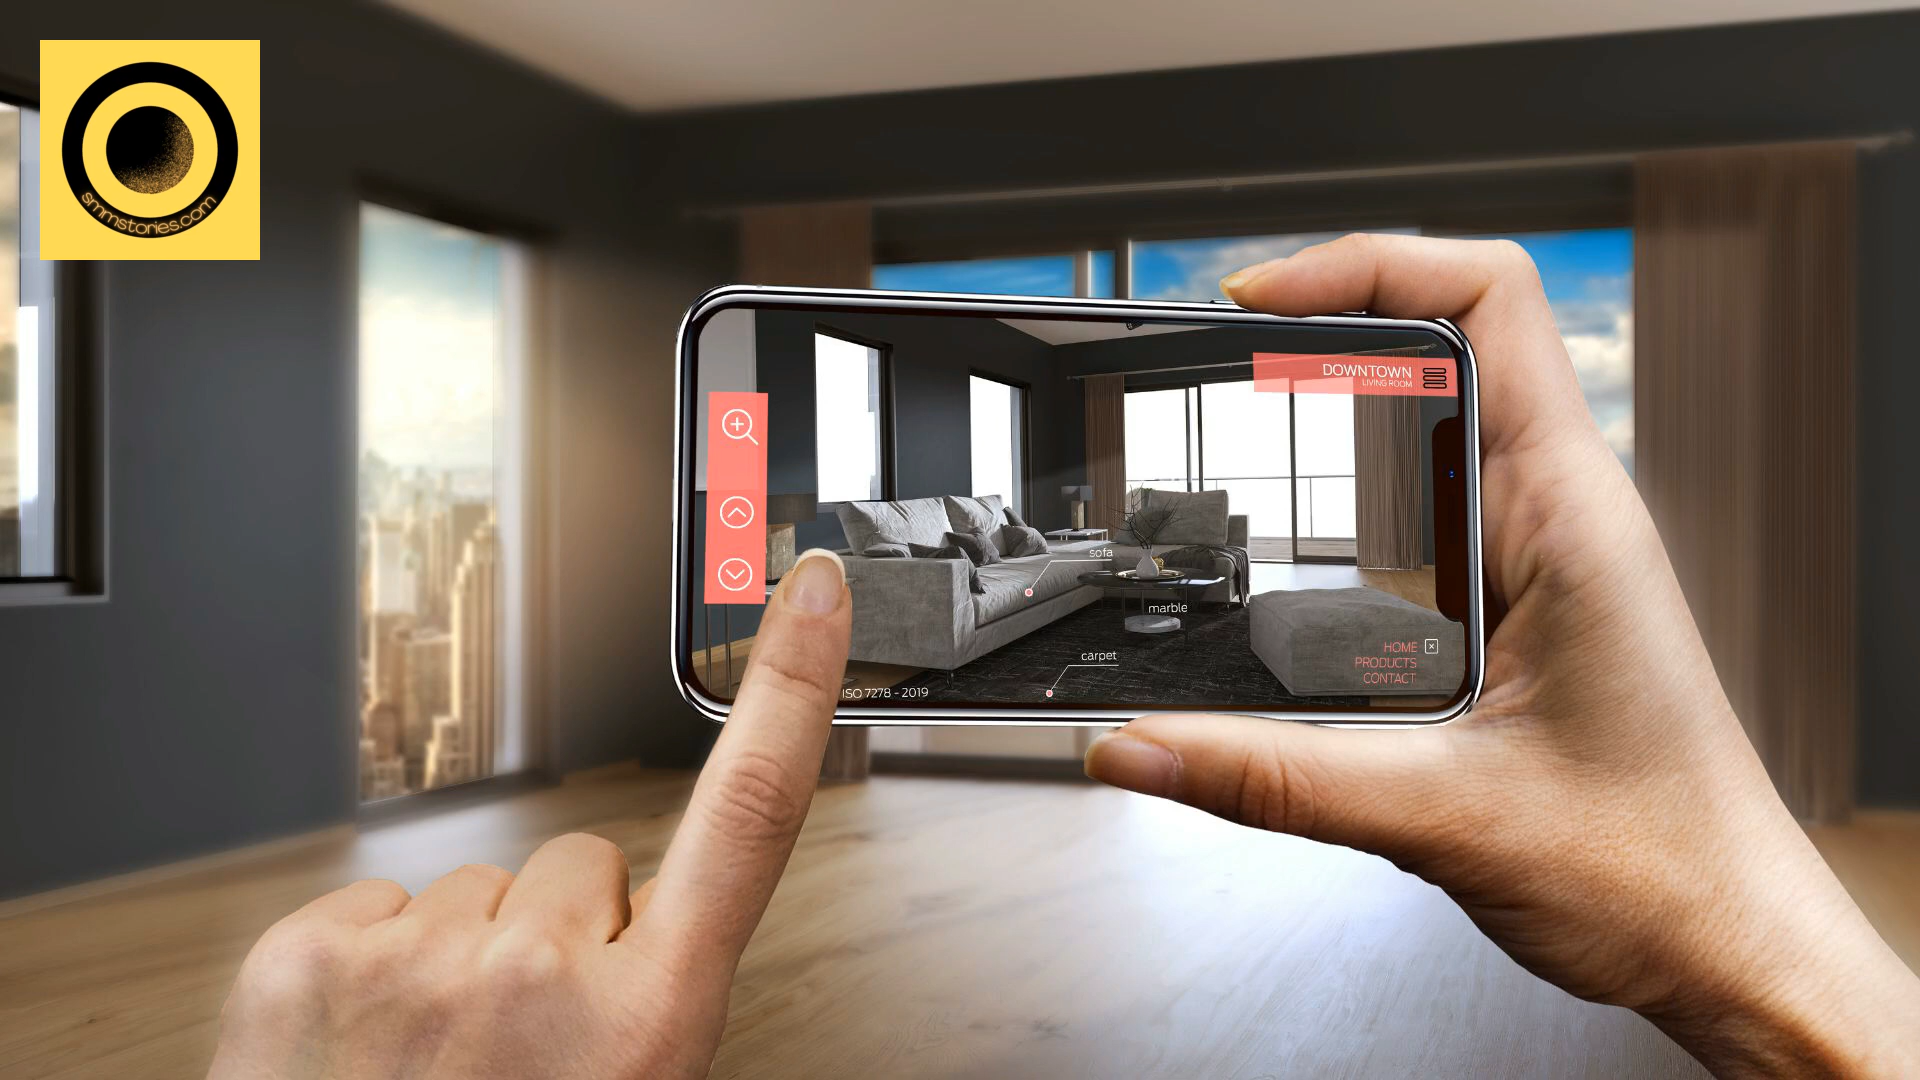 smmstories.com
DOWNTOWN
LIVING ROOM
sofa
marble
carpet
HOME
PRODUCTS
CONTACT
ISO 7278 - 2019